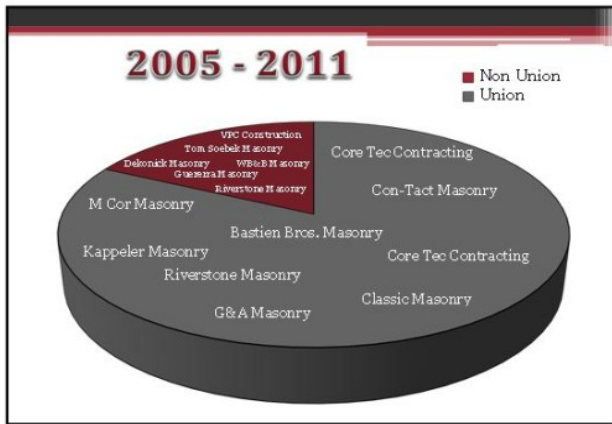 2005 - 2011
Non Union
Union
VPC Construction
Tom Soebek Masonry
Dekonick Masonry WB&B Masonry
Guererra Masonry
Riverstone Masonry
Core Tec Contracting
Con-Tact Masonry
M Cor Masonry
Bastien Bros. Masonry
Kappeler Masonry
Core Tec Contracting
Riverstone Masonry
Classic Masonry
G&A Masonry